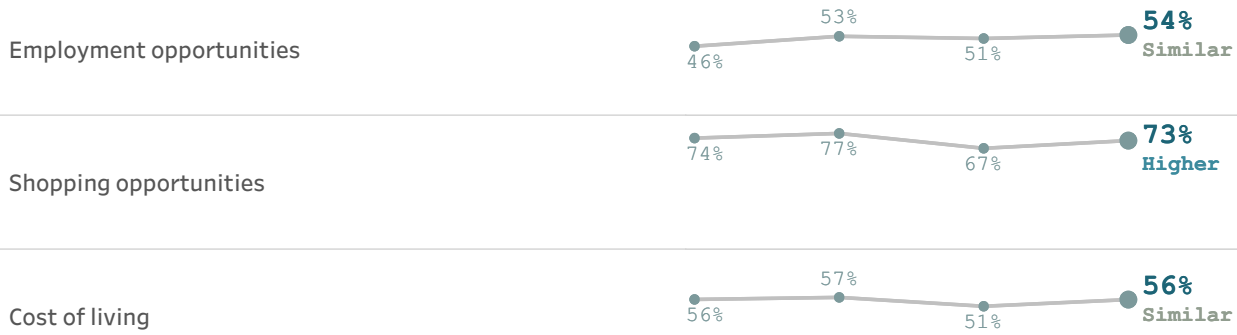 53%
54%
Employment opportunities
46%
51%
Similar
73%
74%
77%
67%
Higher
Shopping opportunities
57%
56%
Cost of living
56%
51%
Similar